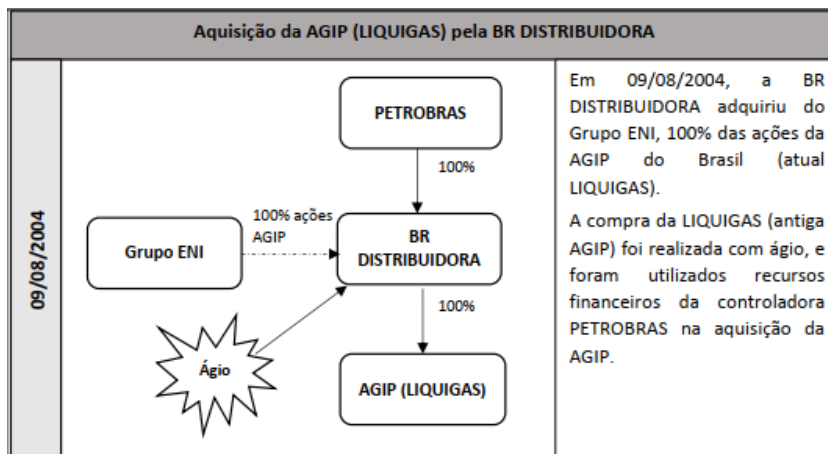 Aquisição da AGIP (LIQUIGAS) pela BR DISTRIBUIDORA
09/08/2004
PETROBRAS
100%
100% ações
AGIP
Grupo ENI
BR
DISTRIBUIDORA
100%
Ágio
AGIP (LIQUIGAS)
Em 09/08/2004, a BR
DISTRIBUIDORA adquiriu do
Grupo ENI, 100% das ações da
AGIP do Brasil (atual
LIQUIGAS).
A compra da LIQUIGAS (antiga
AGIP) foi realizada com ágio, e
foram utilizados recursos
financeiros da controladora
PETROBRAS na aquisição da
AGIP.